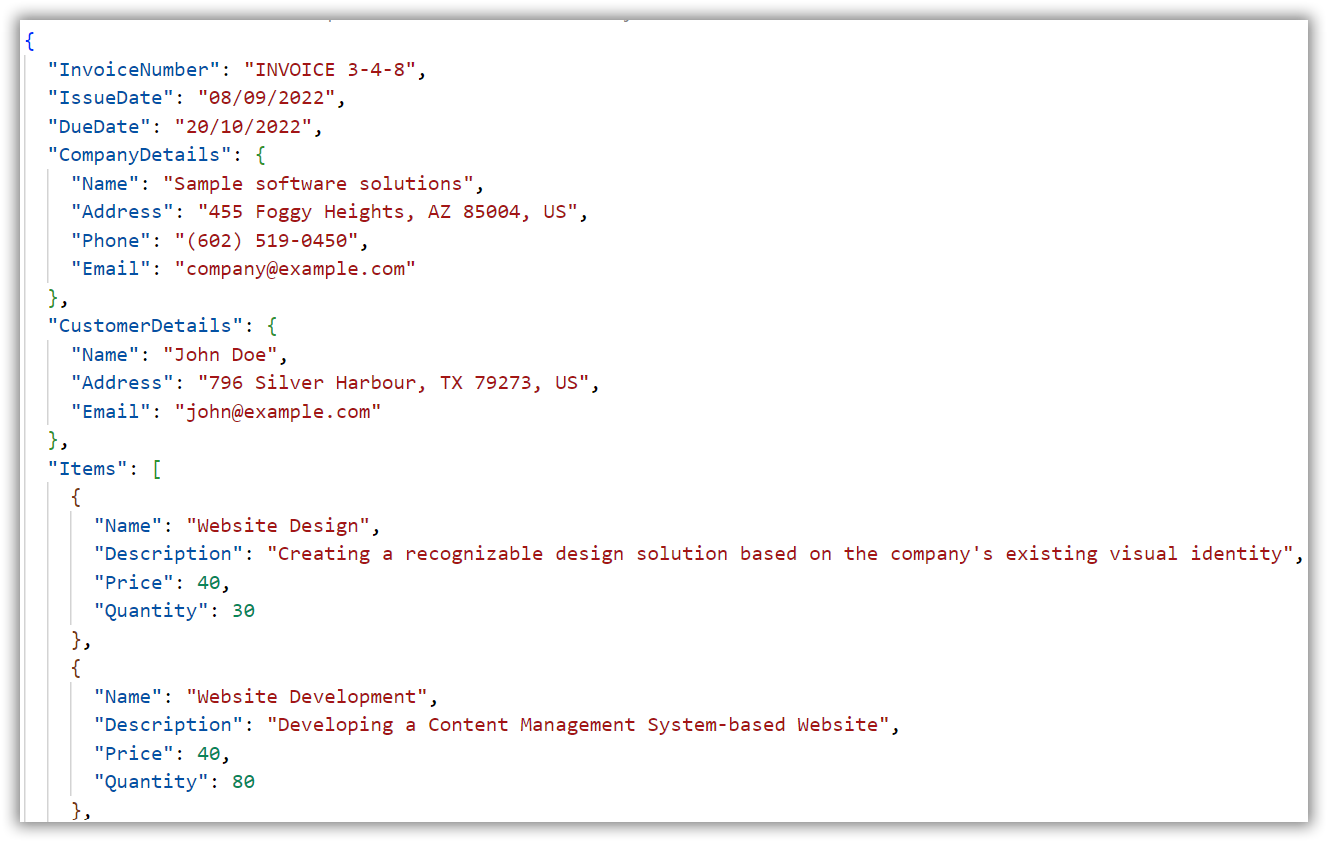 {
"InvoiceNumber": "INVOICE 3-4-8",
"IssueDate": "08/09/2022",
"DueDate": "20/10/2022",
"CompanyDetails": {
"Name": "Sample software solutions",
"Address": "455 Foggy Heights, AZ 85004, US",
"Phone": "(602) 519-0450",
"Email": "company@example.com"
},
"CustomerDetails": {
"Name": "John Doe",
"Address": "796 Silver Harbour, TX 79273, US",
"Email": "john@example.com"
},
"Items": [
{
"Name": "Website Design",
"Description": "Creating a recognizable design solution based on the company's existing visual identity",
"Price": 40,
"Quantity": 30
},
{
"Name": "Website Development",
"Description": "Developing a Content Management System-based Website",
"Price": 40,
"Quantity": 80
},